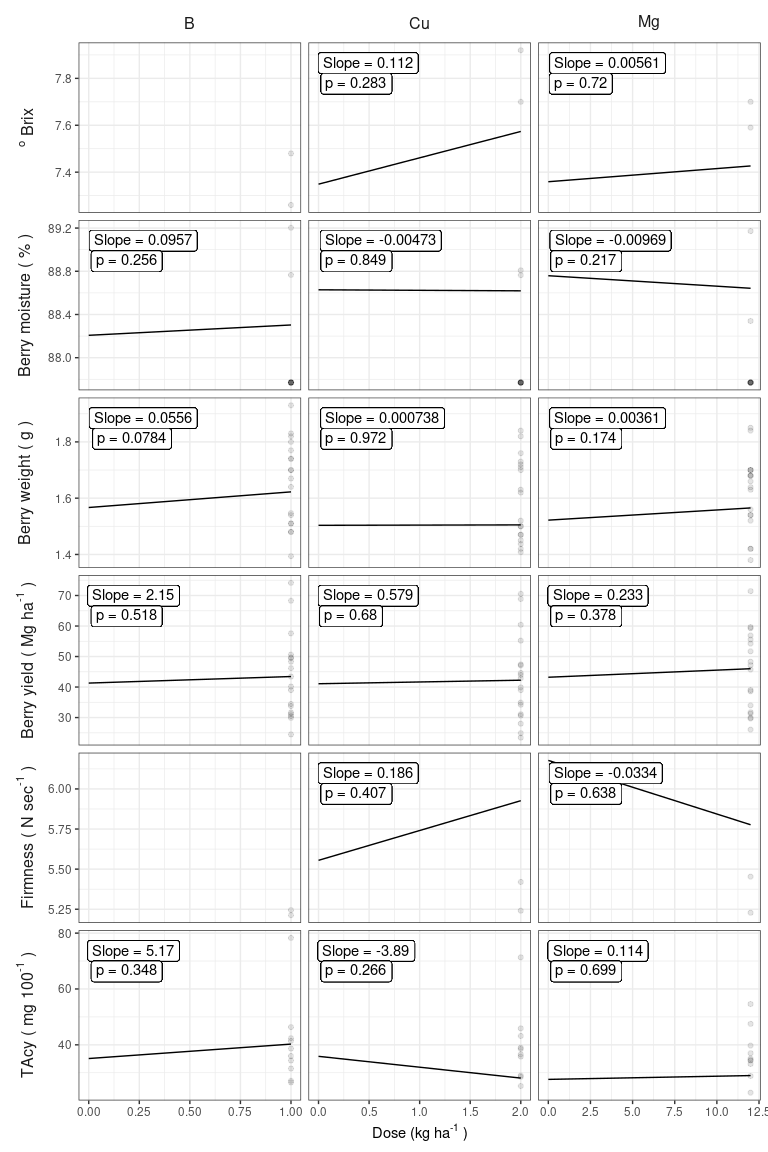 B
Cu
Mg
º Brix
7.8
7.6
7.4
Slope = 0.112
p = 0.283
Slope = 0.00561
p = 0.72
Berry moisture ( % )
89.2
88.8
88.4
88.0
Slope = 0.0957
p = 0.256
Slope = -0.00473
p = 0.849
Slope = -0.00969
p = 0.217
Berry weight ( g )
1.8
1.6
1.4
Slope = 0.0556
p = 0.0784
Slope = 0.000738
p = 0.972
Slope = 0.00361
p = 0.174
Berry yield ( Mg ha⁻¹ )
70
60
50
40
30
Slope = 2.15
p = 0.518
Slope = 0.579
p = 0.68
Slope = 0.233
p = 0.378
Firmness ( N sec⁻¹ )
6.00
5.75
5.50
5.25
Slope = 0.186
p = 0.407
Slope = -0.0334
p = 0.638
TAcy ( mg 100⁻¹ )
80
60
40
Slope = 5.17
p = 0.348
Slope = -3.89
p = 0.266
Slope = 0.114
p = 0.699
0.00 0.25 0.50 0.75 1.00
0.0 0.5 1.0 1.5 2.0
0.0 2.5 5.0 7.5 10.0 12.5
Dose (kg ha⁻¹ )